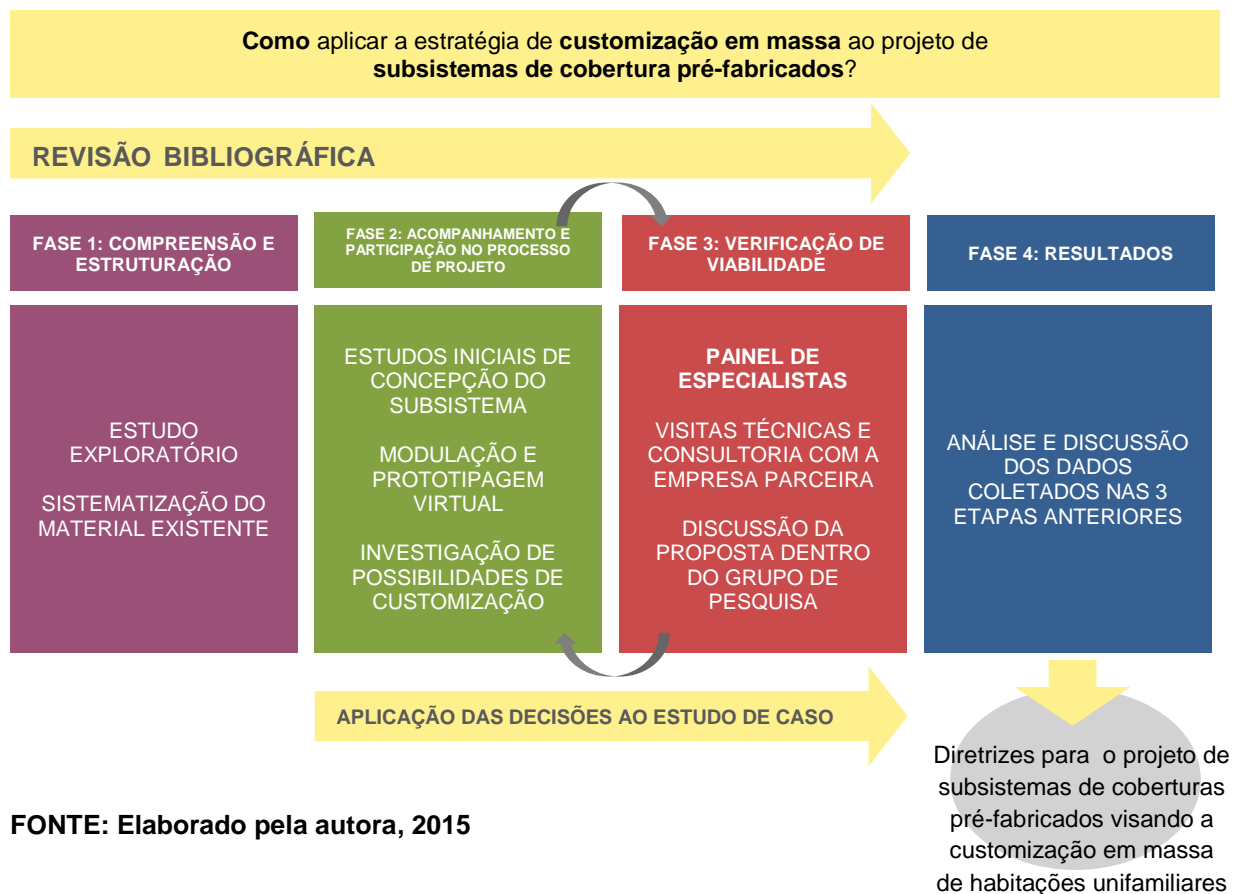 Como aplicar a estratégia de customização em massa ao projeto de
subsistemas de cobertura pré-fabricados?
REVISÃO BIBLIOGRÁFICA
FASE 1: COMPREENSÃO E
ESTRUTURAÇÃO
ESTUDO
EXPLORATÓRIO
SISTEMATIZAÇÃO DO
MATERIAL EXISTENTE
FASE 2: ACOMPANHAMENTO E
PARTICIPAÇÃO NO PROCESSO
DE PROJETO
ESTUDOS INICIAIS DE
CONCEPÇÃO DO
SUBSISTEMA
MODULAÇÃO E
PROTOTIPAGEM
VIRTUAL
INVESTIGAÇÃO DE
POSSIBILIDADES DE
CUSTOMIZAÇÃO
FASE 3: VERIFICAÇÃO DE
VIABILIDADE
PAINEL DE
ESPECIALISTAS
VISITAS TÉCNICAS E
CONSULTORIA COM A
EMPRESA PARCEIRA
DISCUSSÃO DA
PROPOSTA DENTRO
DO GRUPO DE
PESQUISA
FASE 4: RESULTADOS
ANÁLISE E DISCUSSÃO
DOS DADOS
COLETADOS NAS 3
ETAPAS ANTERIORES
APLICAÇÃO DAS DECISÕES AO ESTUDO DE CASO
Diretrizes para o projeto de
subsistemas de coberturas
pré-fabricados visando a
customização em massa
de habitações unifamiliares
FONTE: Elaborado pela autora, 2015